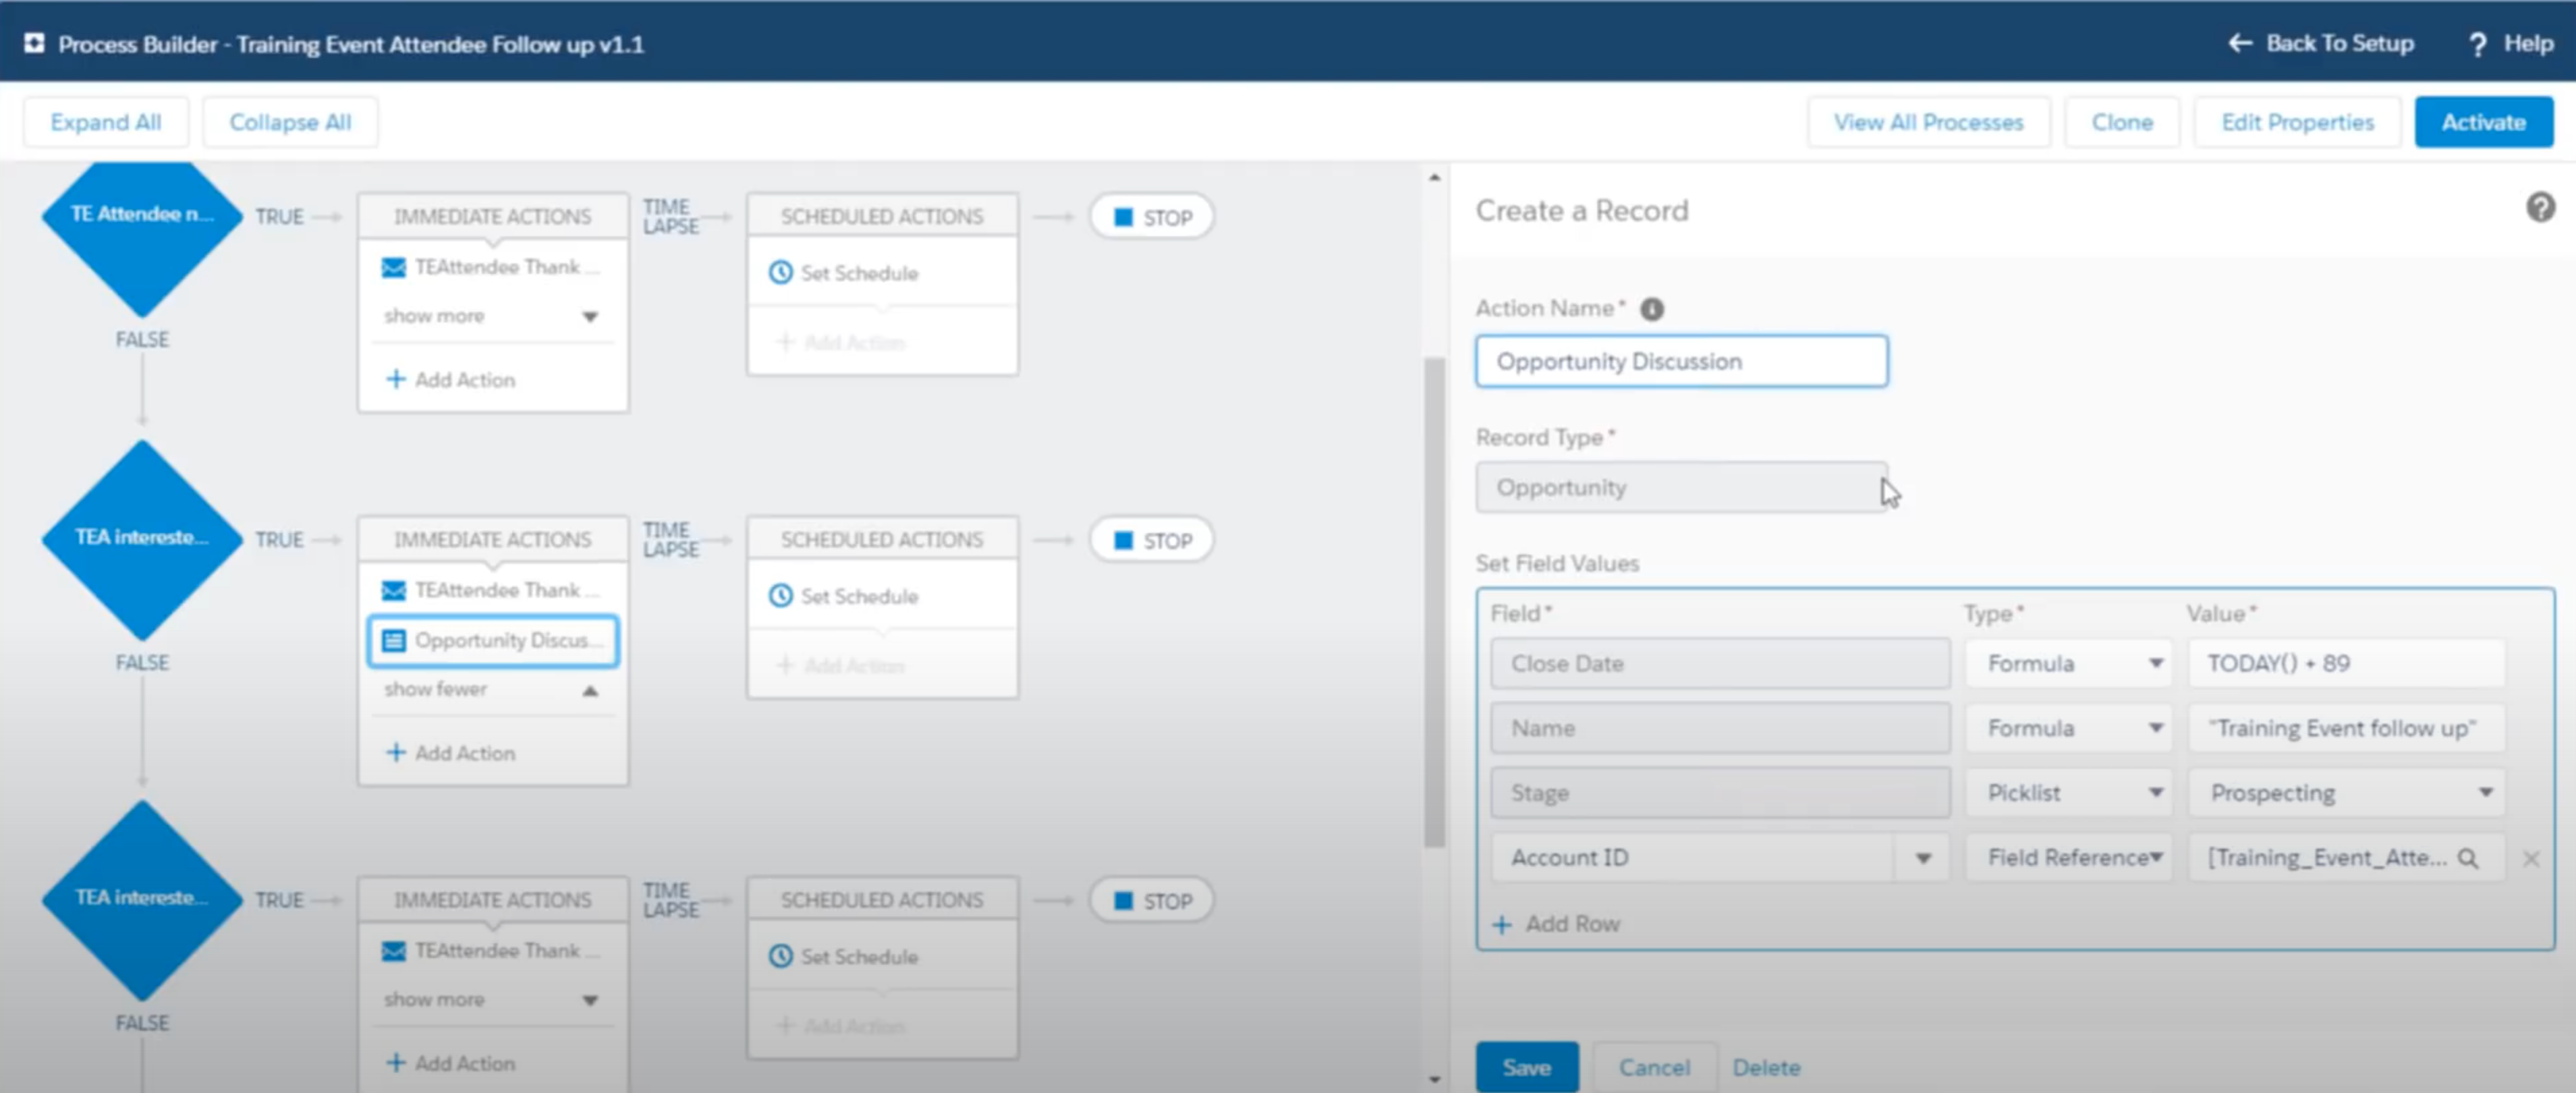 Process Builder - Training Event Attendee Follow up v1.1
Back To Setup
? Help
Expand All
Collapse All
View All Processes
Clone
Edit Properties
Activate
TE Attendee n...
TRUE
IMMEDIATE ACTIONS
TEAttendee Thank ...
show more
+ Add Action
TIME
LAPSE
SCHEDULED ACTIONS
Set Schedule
+ Add Action
STOP
FALSE
TEA intereste...
TRUE
IMMEDIATE ACTIONS
TEAttendee Thank ...
Opportunity Discus...
show fewer
+ Add Action
TIME
LAPSE
SCHEDULED ACTIONS
Set Schedule
+ Add Action
STOP
FALSE
TEA intereste...
TRUE
IMMEDIATE ACTIONS
TEAttendee Thank ...
show more
+ Add Action
TIME
LAPSE
SCHEDULED ACTIONS
Set Schedule
+ Add Action
STOP
FALSE
Create a Record
?
Action Name*
Opportunity Discussion
Record Type*
Opportunity
Set Field Values
Field* Type* Value*
Close Date Formula TODAY() + 89
Name Formula "Training Event follow up"
Stage Picklist Prospecting
Account ID Field Reference [Training_Event_Atte...
+ Add Row
Save
Cancel
Delete